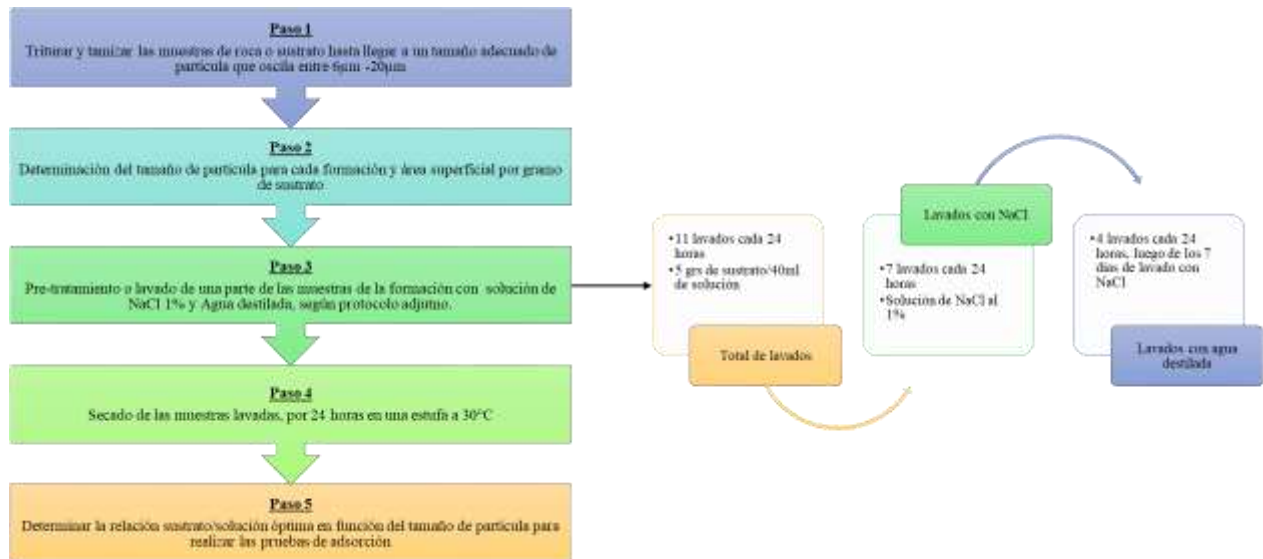 Paso 1
Triturar y tamizar las muestras de roca o sustrato hasta llegar a un tamaño adecuado de
partícula que oscila entre 6µm -20µm
Paso 2
Determinación del tamaño de partícula para cada formación y área superficial por gramo
de sustrato
Paso 3
Pre-tratamiento o lavado de una parte de las muestras de la formación con solución de
NaCl 1% y Agua destilada, según protocolo adjunto.
Paso 4
Secado de las muestras lavadas, por 24 horas en una estufa a 30°C
Paso 5
Determinar la relación sustrato/solución óptima en función del tamaño de partícula para
realizar las pruebas de adsorción.
•11 lavados cada 24
horas
•5 grs de sustrato/40ml
de solución
Total de lavados
Lavados con NaCl
•7 lavados cada 24
horas
•Solución de NaCl al
1%
•4 lavados cada 24
horas, luego de los 7
días de lavado con
NaCl
Lavados con agua
destilada